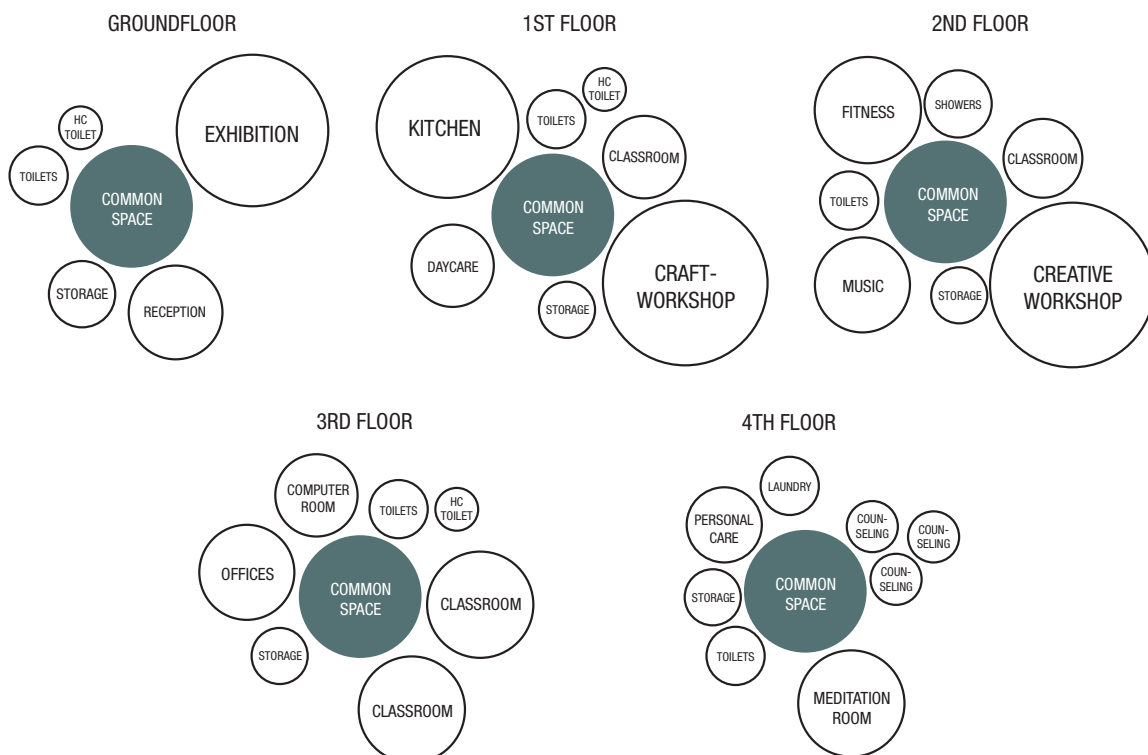 GROUNDFLOOR
HC
TOILET
EXHIBITION
TOILETS
COMMON
SPACE
STORAGE
RECEPTION
1ST FLOOR
HC
TOILET
KITCHEN
TOILETS
CLASSROOM
COMMON
SPACE
DAYCARE
CRAFT-
WORKSHOP
STORAGE
2ND FLOOR
FITNESS
SHOWERS
CLASSROOM
TOILETS
COMMON
SPACE
MUSIC
STORAGE
CREATIVE
WORKSHOP
3RD FLOOR
COMPUTER
ROOM
TOILETS
HC
TOILET
OFFICES
COMMON
SPACE
CLASSROOM
STORAGE
CLASSROOM
4TH FLOOR
LAUNDRY
PERSONAL
CARE
COUN-
SELING
COUN-
SELING
COUN-
SELING
STORAGE
COMMON
SPACE
TOILETS
MEDITATION
ROOM